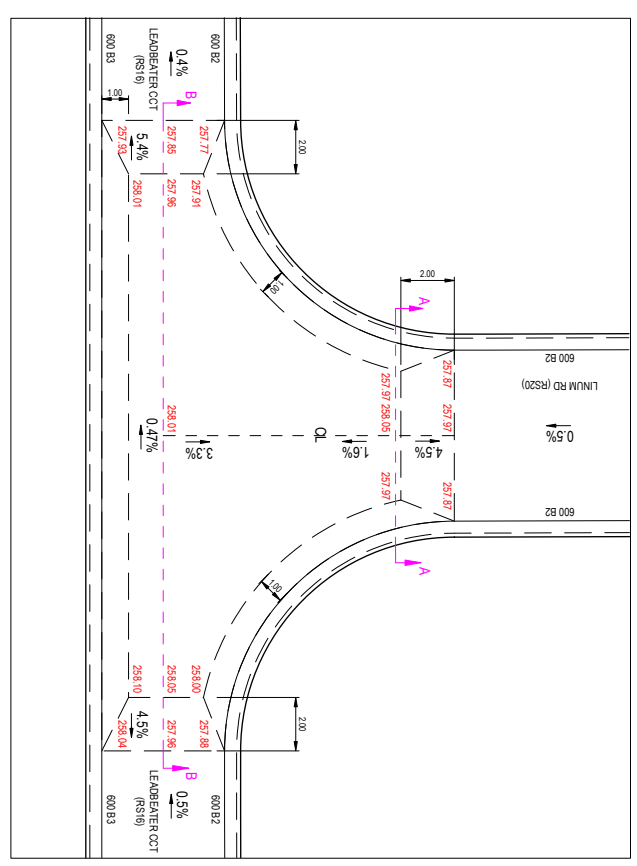 600 B3
LEADBEATER CCT
(RS16)
0.4%
600 B2
1.00
B
2.00
257.93
5.4%
257.85
257.77
258.01
257.96
257.91
1.00
2.00
A
600 B2
LINUM RD (RS20)
257.97
258.05
257.87
257.97
0.47%
258.01
3.3%
CL
1.6%
4.5%
0.5%
257.97
257.87
600 B2
A
1.00
258.10
258.05
258.00
2.00
258.04
4.5%
257.96
257.88
B
600 B3
LEADBEATER CCT
(RS16)
0.5%
600 B2